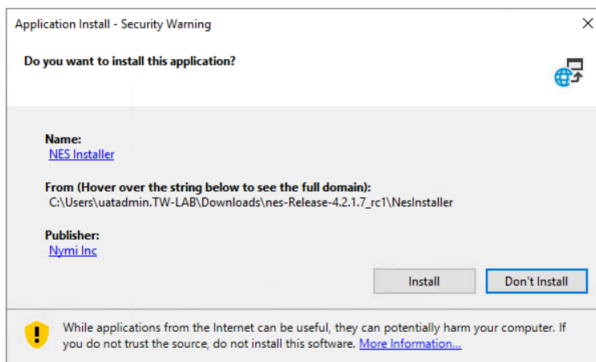 Application Install - Security Warning
Do you want to install this application?
Name:
NES Installer
From (Hover over the string below to see the full domain):
C:\Users\uatadmin.TW-LAB\Downloads\nes-Release-4.2.1.7_rc1\NesInstaller
Publisher:
Nymi Inc
Install
Don't Install
While applications from the Internet can be useful, they can potentially harm your computer. If
you do not trust the source, do not install this software. More Information...